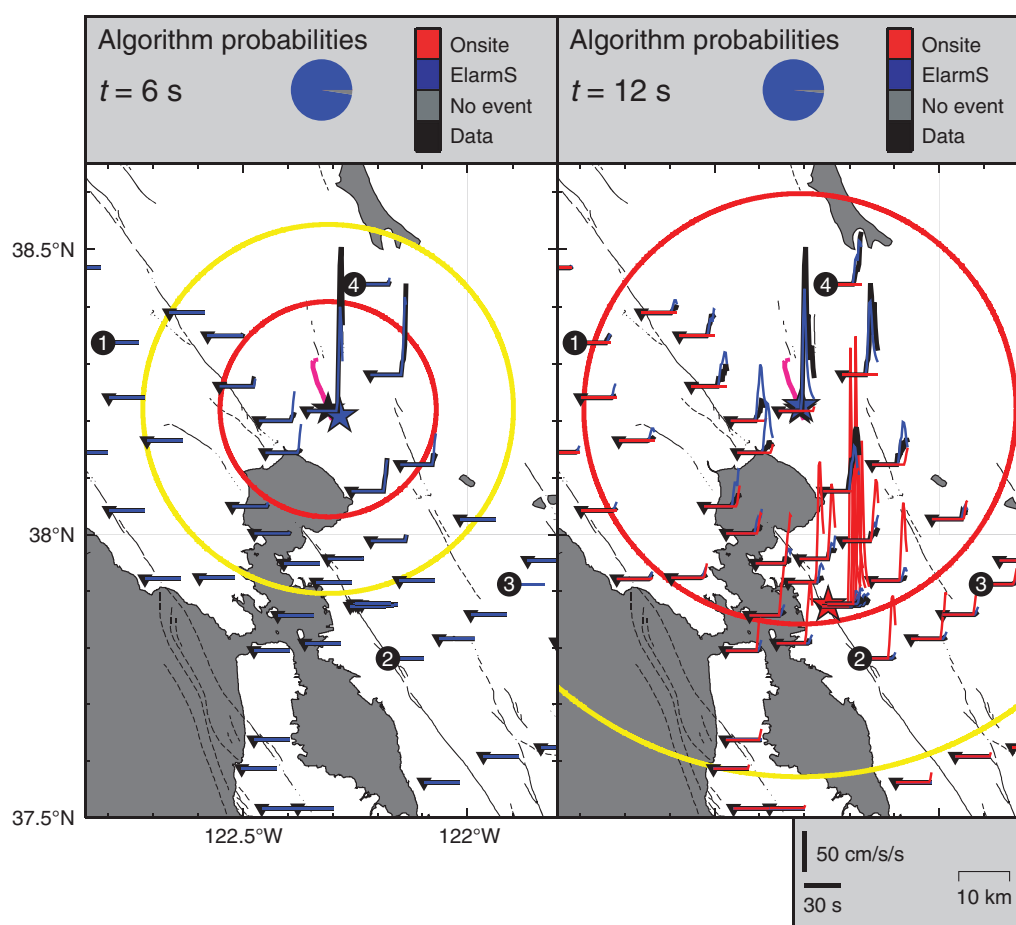 Algorithm probabilities
t = 6 s
Onsite
ElarmS
No event
Data
Algorithm probabilities
t = 12 s
Onsite
ElarmS
No event
Data
38.5°N
38°N
37.5°N
122.5°W
122°W
1
4
3
2
1
4
3
2
50 cm/s/s
30 s
10 km